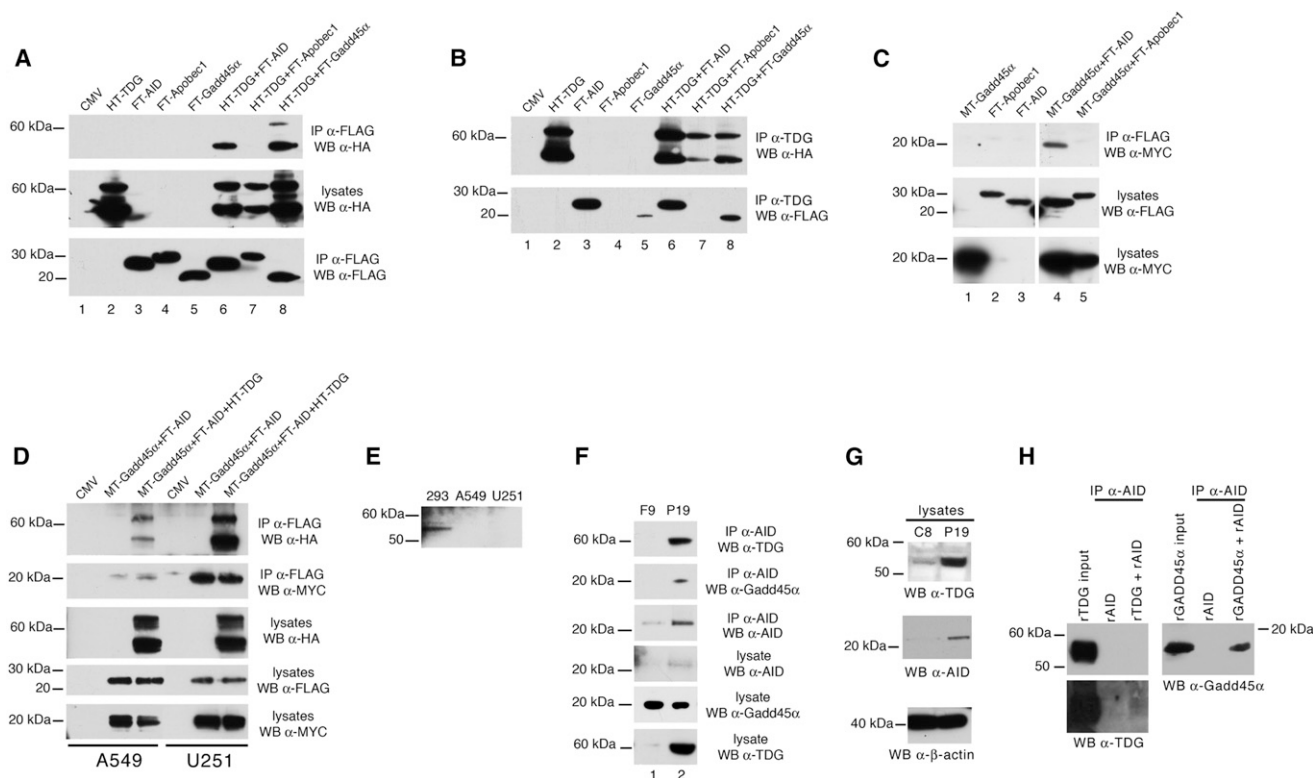 A
CMV
HT-TDG
FT-AID
FT-Apobec1
FT-Gadd45α
HT-TDG+FT-AID
HT-TDG+FT-Apobec1
HT-TDG+FT-Gadd45α
60 kDa
IP α-FLAG
WB α-HA
60 kDa
lysates
WB α-HA
30 kDa
20
IP α-FLAG
WB α-FLAG
1 2 3 4 5 6 7 8
B
CMV
HT-TDG
FT-AID
FT-Apobec1
FT-Gadd45α
HT-TDG+FT-AID
HT-TDG+FT-Apobec1
HT-TDG+FT-Gadd45α
60 kDa
IP α-TDG
WB α-HA
30 kDa
20
IP α-TDG
WB α-FLAG
1 2 3 4 5 6 7 8
C
MT-Gadd45α
FT-Apobec1
FT-AID
MT-Gadd45α+FT-AID
MT-Gadd45α+FT-Apobec1
20 kDa
IP α-FLAG
WB α-MYC
30 kDa
20
lysates
WB α-FLAG
20 kDa
lysates
WB α-MYC
1 2 3 4 5
D
CMV
MT-Gadd45α+FT-AID
MT-Gadd45α+FT-AID+HT-TDG
CMV
MT-Gadd45α+FT-AID
MT-Gadd45α+FT-AID+HT-TDG
60 kDa
IP α-FLAG
WB α-HA
20 kDa
IP α-FLAG
WB α-MYC
60 kDa
lysates
WB α-HA
30 kDa
20
lysates
WB α-FLAG
20 kDa
lysates
WB α-MYC
A549 U251
E
293 A549 U251
60 kDa
50
F
F9 P19
60 kDa
IP α-AID
WB α-TDG
20 kDa
IP α-AID
WB α-Gadd45α
20 kDa
IP α-AID
WB α-AID
20 kDa
lysate
WB α-AID
20 kDa
lysate
WB α-Gadd45α
60 kDa
lysate
WB α-TDG
1 2
G
lysates
C8 P19
60 kDa
50
WB α-TDG
20 kDa
WB α-AID
40 kDa
WB α-β-actin
H
IP α-AID
rTDG input
rAID
rTDG + rAID
60 kDa
50
WB α-TDG
IP α-AID
rGADD45α input
rAID
rGADD45α + rAID
20 kDa
WB α-Gadd45α